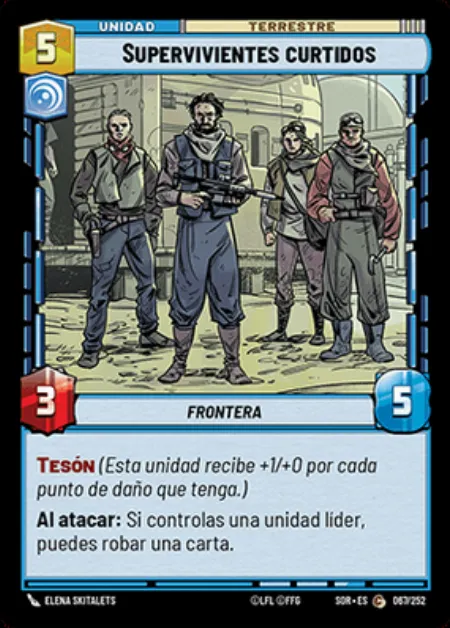 UNIDAD
TERRESTRE
5
SUPERVIVIENTES CURTIDOS
3
FRONTERA
5
TESÓN (Esta unidad recibe +1/+0 por cada
punto de daño que tenga.)
Al atacar: Si controlas una unidad líder,
puedes robar una carta.
ELENA SKITALETS
©LFL ©FFG
SOR•ES
C
067/252